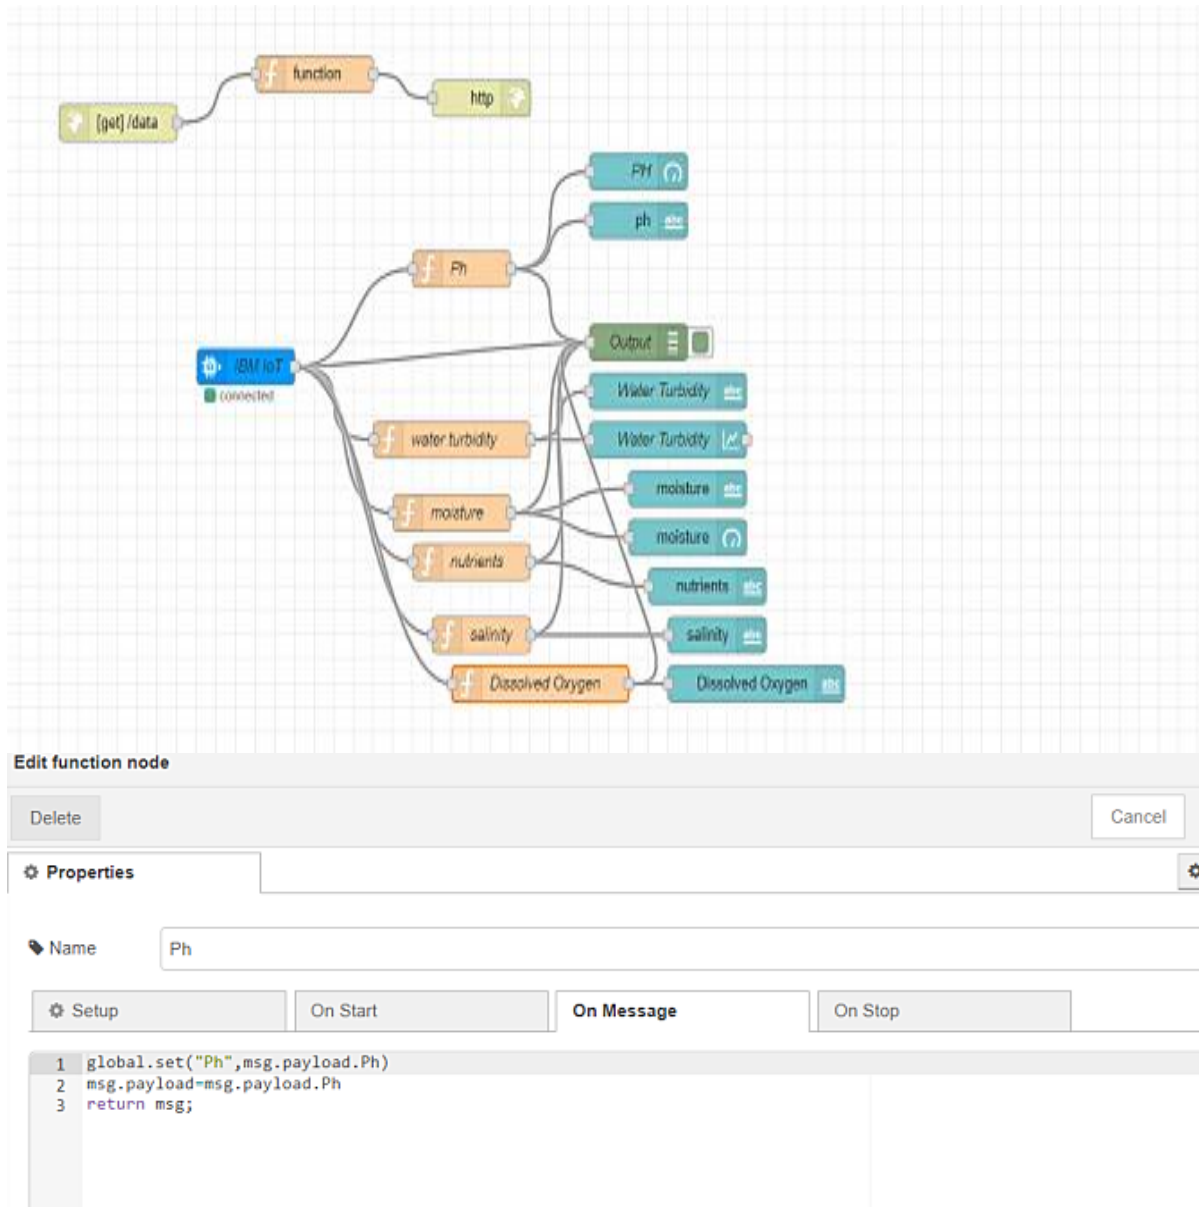 function
http
[get] /data
PH
ph
Ph
Output
IBM IoT
connected
Water Turbidity
water turbidity
Water Turbidity
moisture
moisture
moisture
nutrients
nutrients
salinity
salinity
Dissolved Oxygen
Dissolved Oxygen
Edit function node
Delete
Cancel
Properties
Name
Ph
Setup
On Start
On Message
On Stop
1 global.set("Ph",msg.payload.Ph)
2 msg.payload=msg.payload.Ph
3 return msg;